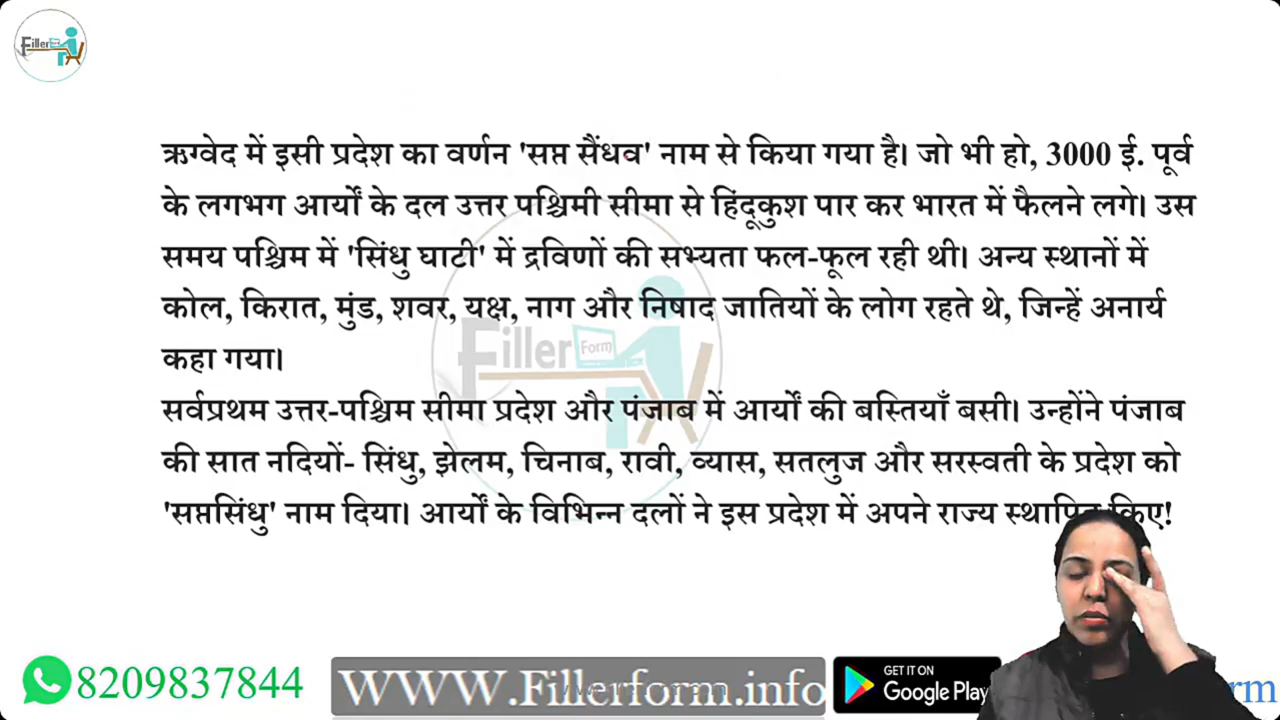 Filler
ऋग्वेद में इसी प्रदेश का वर्णन 'सप्त सैंधव' नाम से किया गया है। जो भी हो, 3000 ई. पूर्व
के लगभग आर्यों के दल उत्तर पश्चिमी सीमा से हिंदूकुश पार कर भारत में फैलने लगे। उस
समय पश्चिम में 'सिंधु घाटी' में द्रविणों की सभ्यता फल-फूल रही थी। अन्य स्थानों में
कोल, किरात, मुंड, शवर, यक्ष, नाग और निषाद जातियों के लोग रहते थे, जिन्हें अनार्य
Filler Form
कहा गया।
सर्वप्रथम उत्तर-पश्चिम सीमा प्रदेश और पंजाब में आर्यों की बस्तियाँ बसी। उन्होंने पंजाब
की सात नदियों- सिंधु, झेलम, चिनाब, रावी, व्यास, सतलुज और सरस्वती के प्रदेश को
'सप्तसिंधु' नाम दिया। आर्यों के विभिन्न दलों ने इस प्रदेश में अपने राज्य स्थापित किए!
8209837844
WWW.Fillerform.info
GET IT ON
Google Play
rm